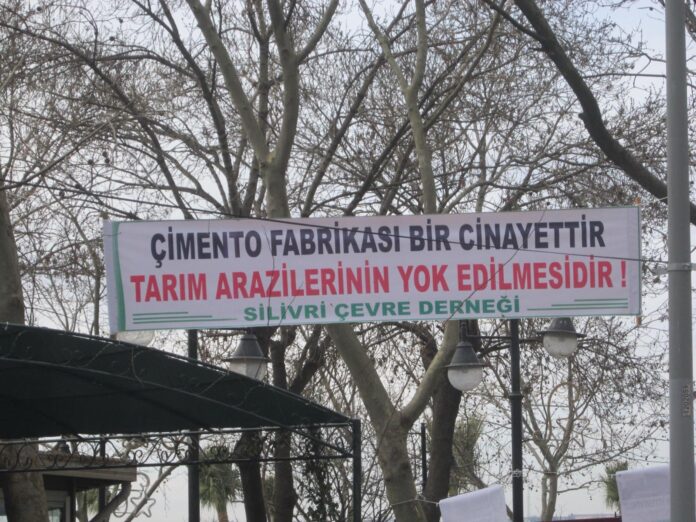 ÇİMENTO FABRİKASI BİR CİNAYETTİR
TARIM ARAZİLERİNİN YOK EDİLMESİDİR !
SİLİVRİ ÇEVRE DERNEĞİ